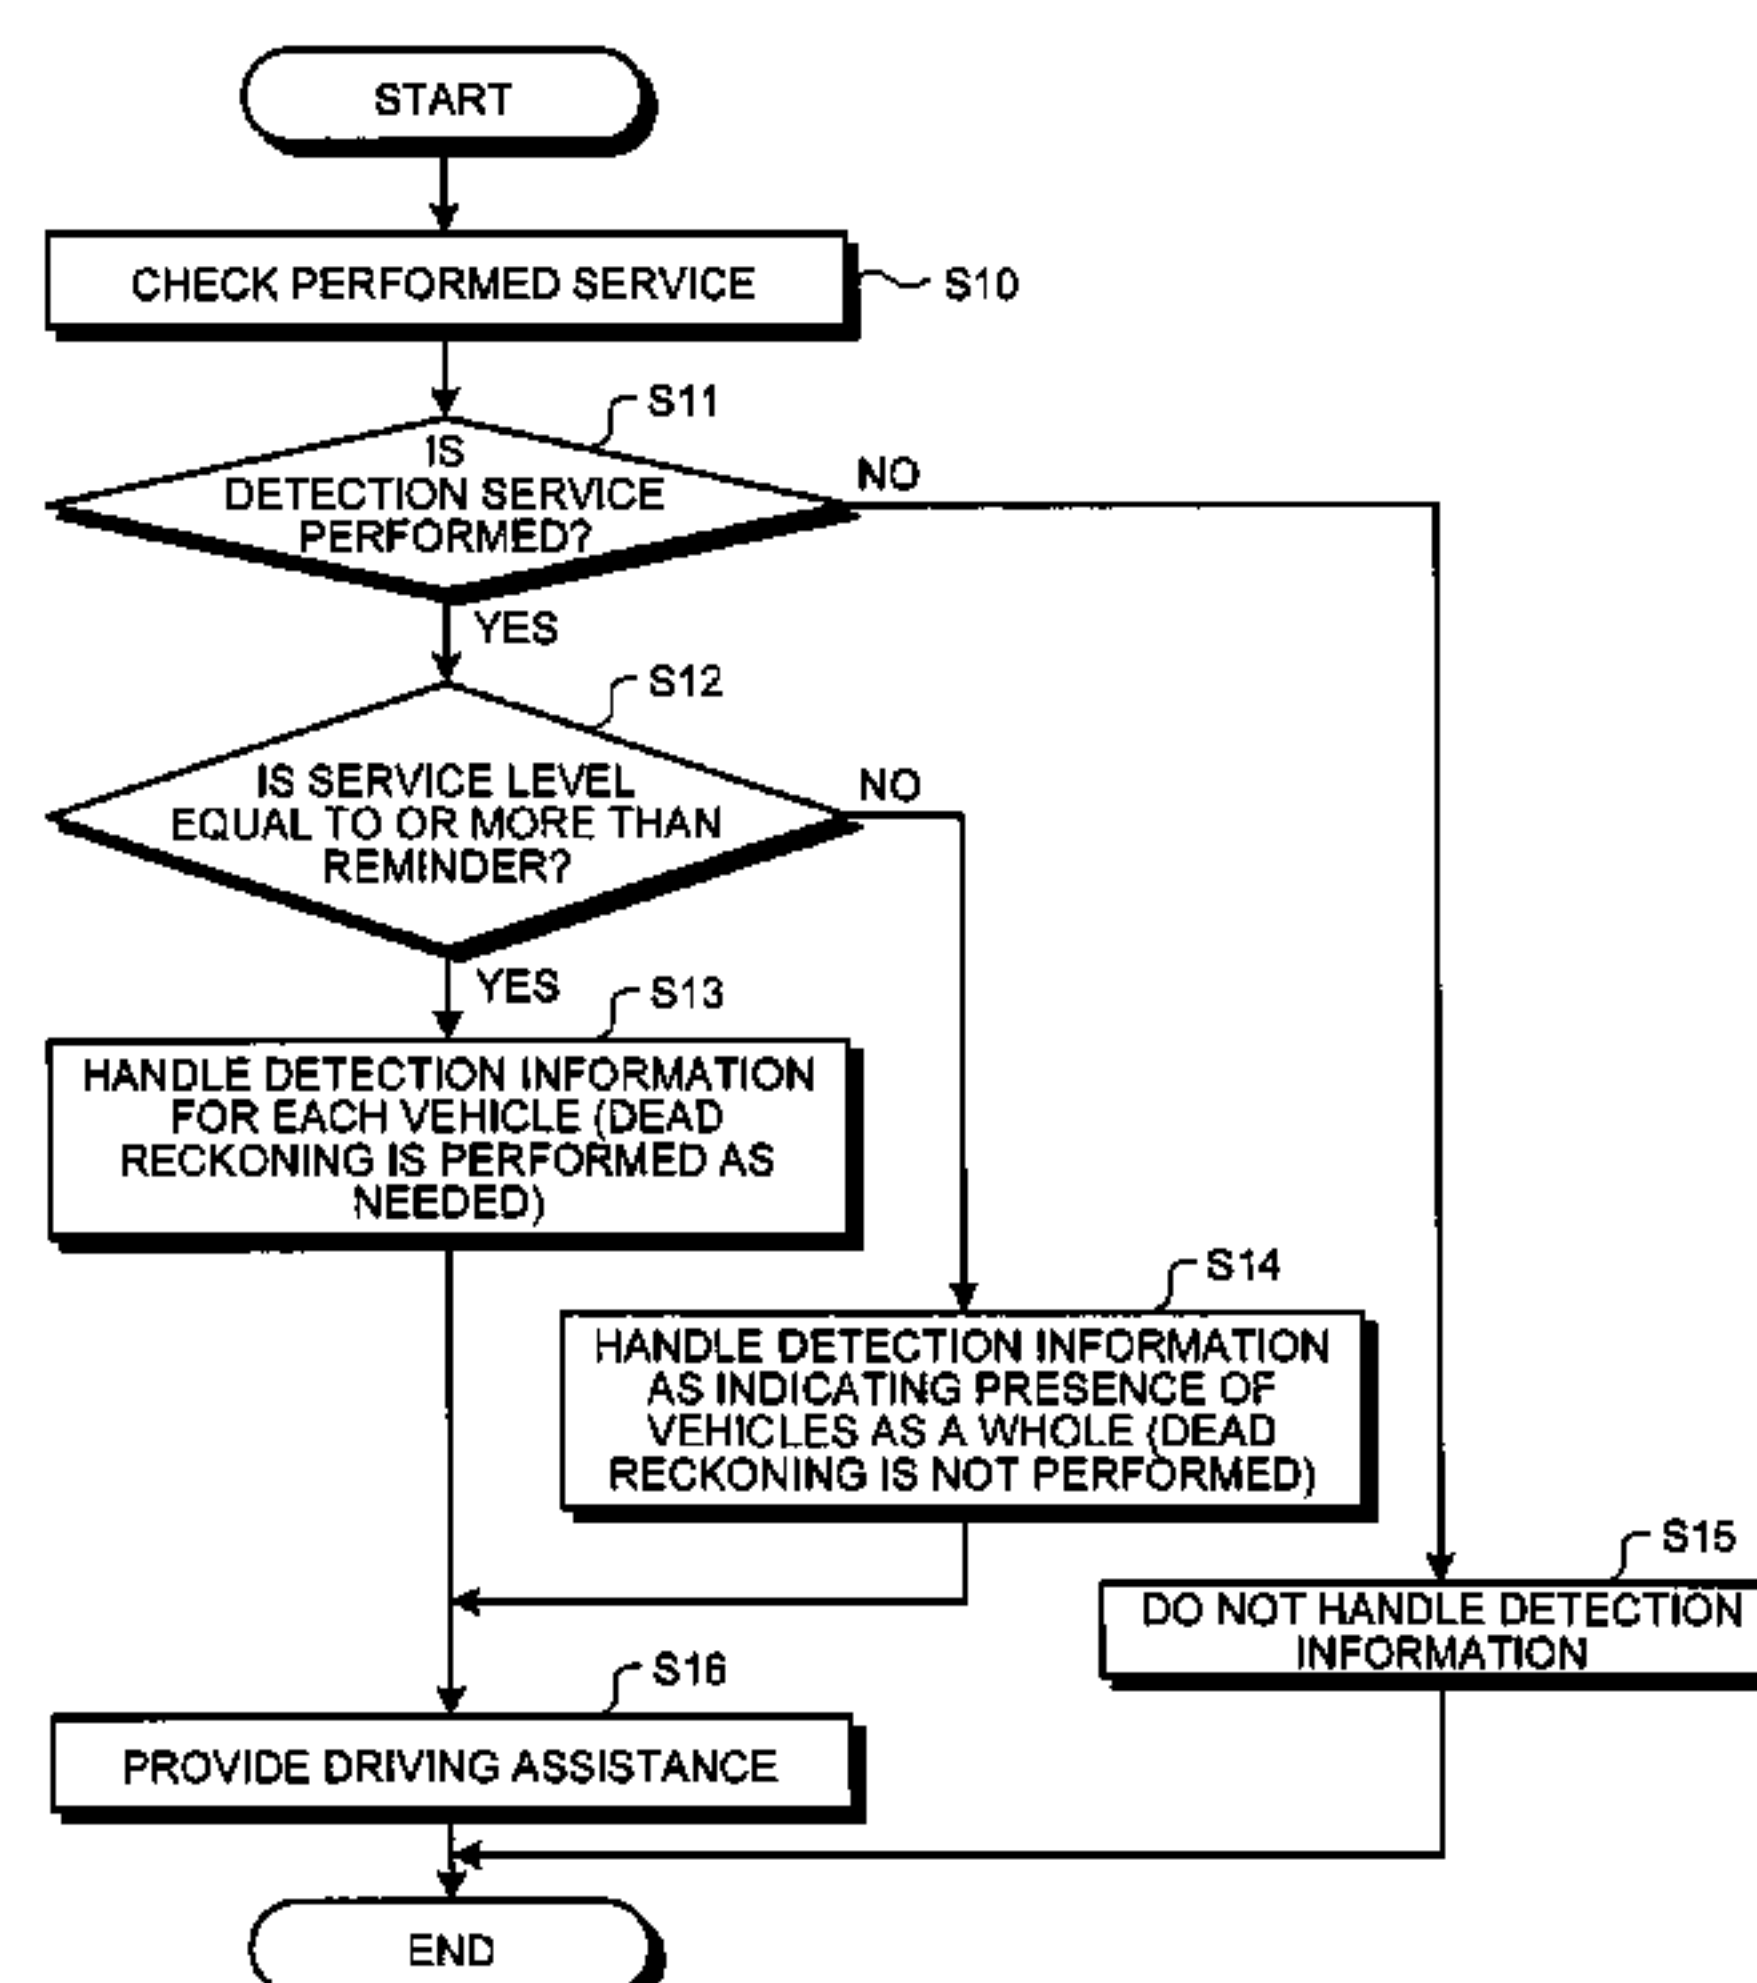 START
CHECK PERFORMED SERVICE
S10
S11
IS
DETECTION SERVICE
PERFORMED?
NO
YES
S12
IS SERVICE LEVEL
EQUAL TO OR MORE THAN
REMINDER?
NO
YES
S13
HANDLE DETECTION INFORMATION
FOR EACH VEHICLE (DEAD
RECKONING IS PERFORMED AS
NEEDED)
S14
HANDLE DETECTION INFORMATION
AS INDICATING PRESENCE OF
VEHICLES AS A WHOLE (DEAD
RECKONING IS NOT PERFORMED)
S15
DO NOT HANDLE DETECTION
INFORMATION
S16
PROVIDE DRIVING ASSISTANCE
END